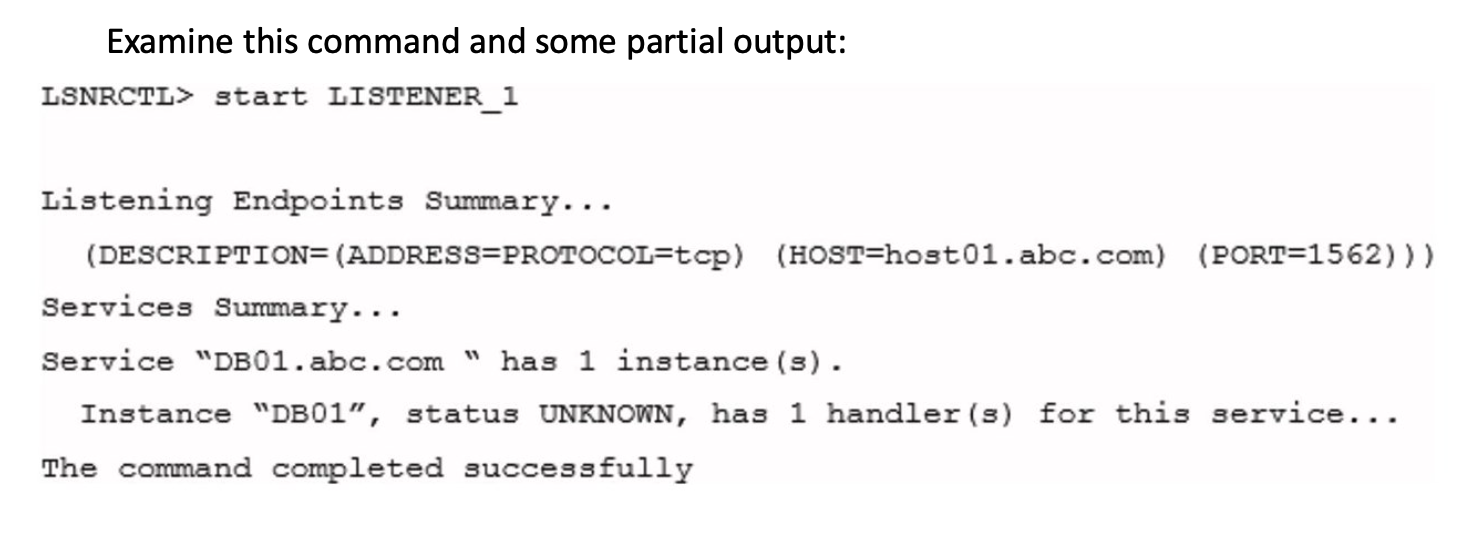 Examine this command and some partial output:
LSNRCTL> start LISTENER_1
Listening Endpoints Summary...
(DESCRIPTION=(ADDRESS=PROTOCOL=tcp) (HOST=host01.abc.com) (PORT=1562)))
Services Summary...
Service “DB01.abc.com “ has 1 instance(s).
Instance “DB01”, status UNKNOWN, has 1 handler(s) for this service...
The command completed successfully